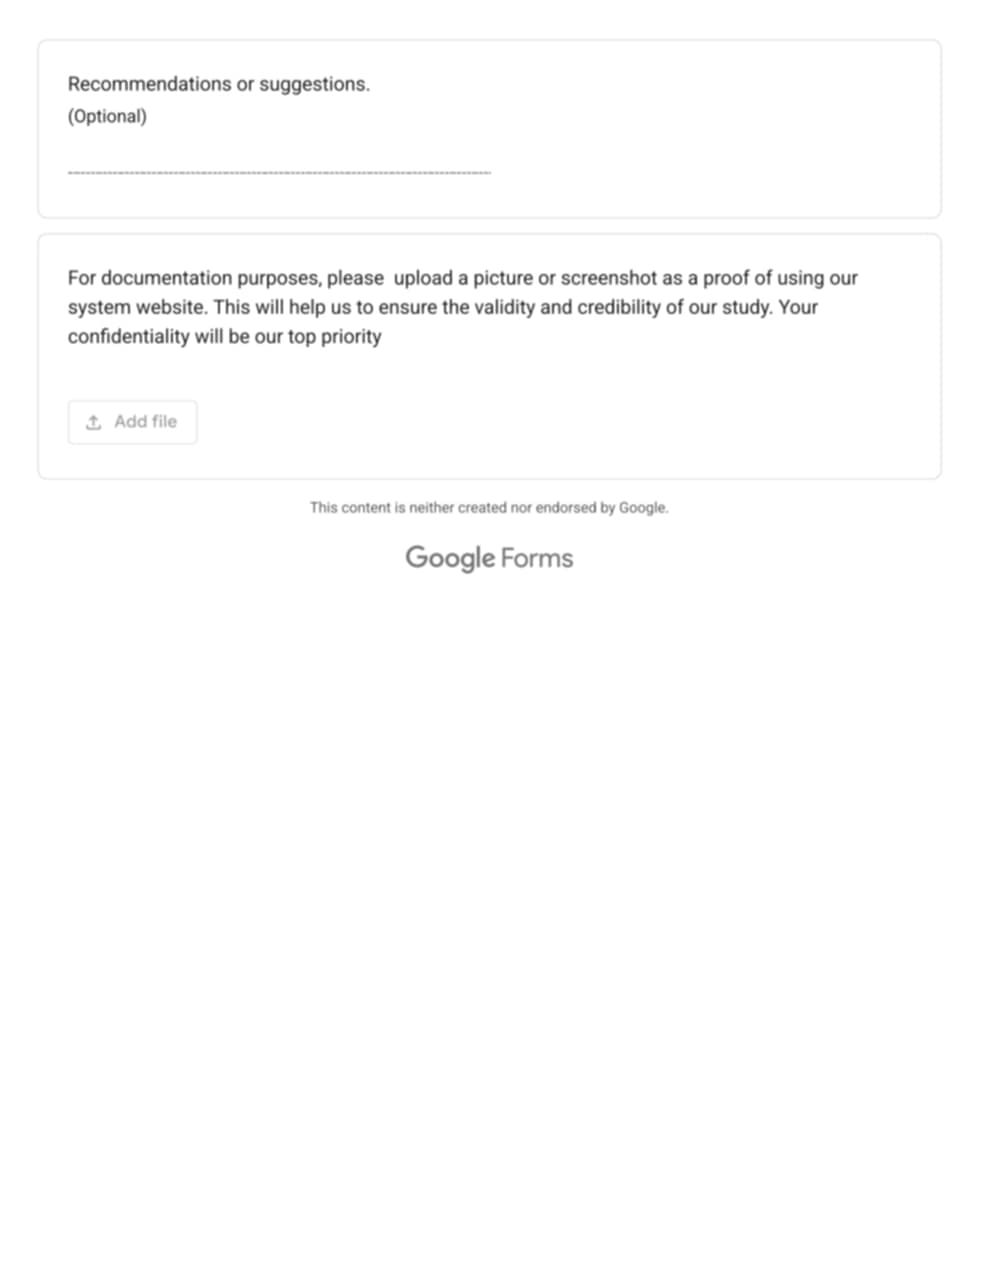 Recommendations or suggestions.
(Optional)
For documentation purposes, please  upload a picture or screenshot as a proof of using our
system website. This will help us to ensure the validity and credibility of our study. Your
confidentiality will be our top priority
Add file
This content is neither created nor endorsed by Google.
Google Forms